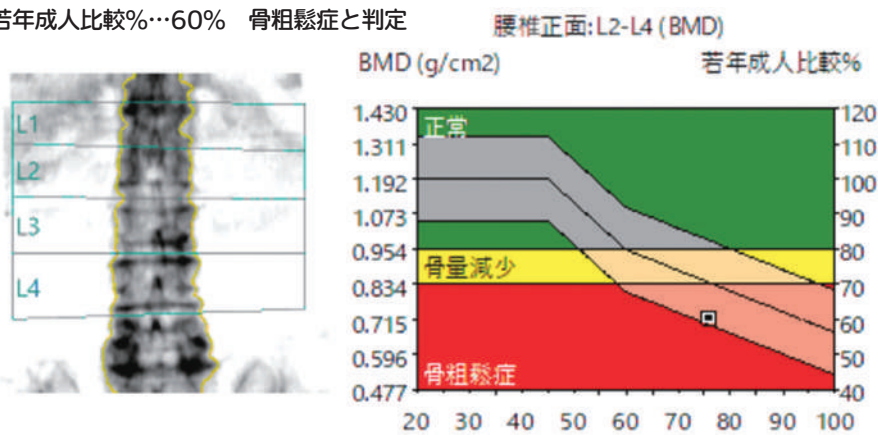 若年成人比較%…60% 骨粗鬆症と判定
L1
L2
L3
L4
腰椎正面:L2-L4 (BMD)
BMD (g/cm2) 若年成人比較%
1.430 120
正常
1.311 110
1.192 100
1.073 90
0.954 80
骨量減少
0.834 70
0.715 60
0.596 50
骨粗鬆症
0.477 40
20 30 40 50 60 70 80 90 100